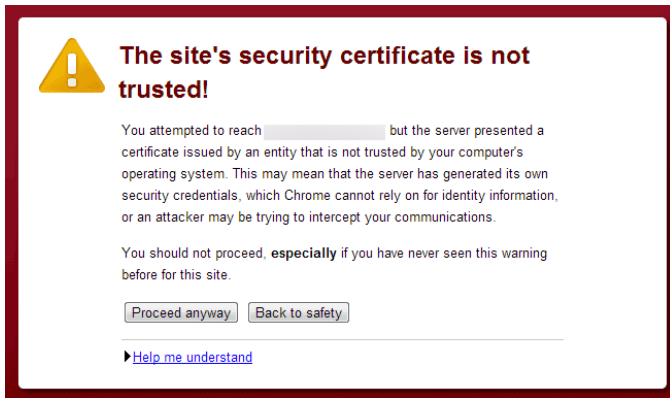 The site's security certificate is not
trusted!
You attempted to reach but the server presented a
certificate issued by an entity that is not trusted by your computer's
operating system. This may mean that the server has generated its own
security credentials, which Chrome cannot rely on for identity information,
or an attacker may be trying to intercept your communications.
You should not proceed, especially if you have never seen this warning
before for this site.
Proceed anyway Back to safety
Help me understand